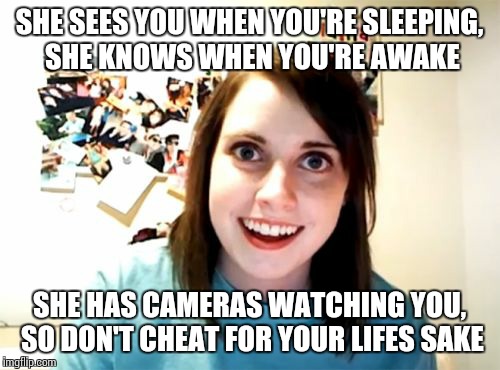 SHE SEES YOU WHEN YOU'RE SLEEPING,
SHE KNOWS WHEN YOU'RE AWAKE
SHE HAS CAMERAS WATCHING YOU,
SO DON'T CHEAT FOR YOUR LIFES SAKE
imgflip.com